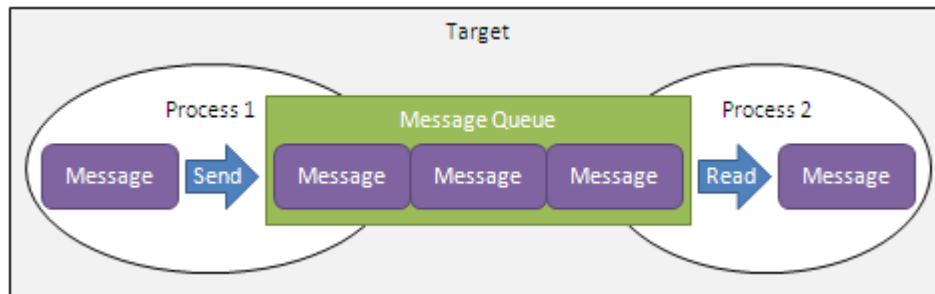 Target
Process 1
Message Queue
Process 2
Message
Send
Message
Message
Message
Read
Message